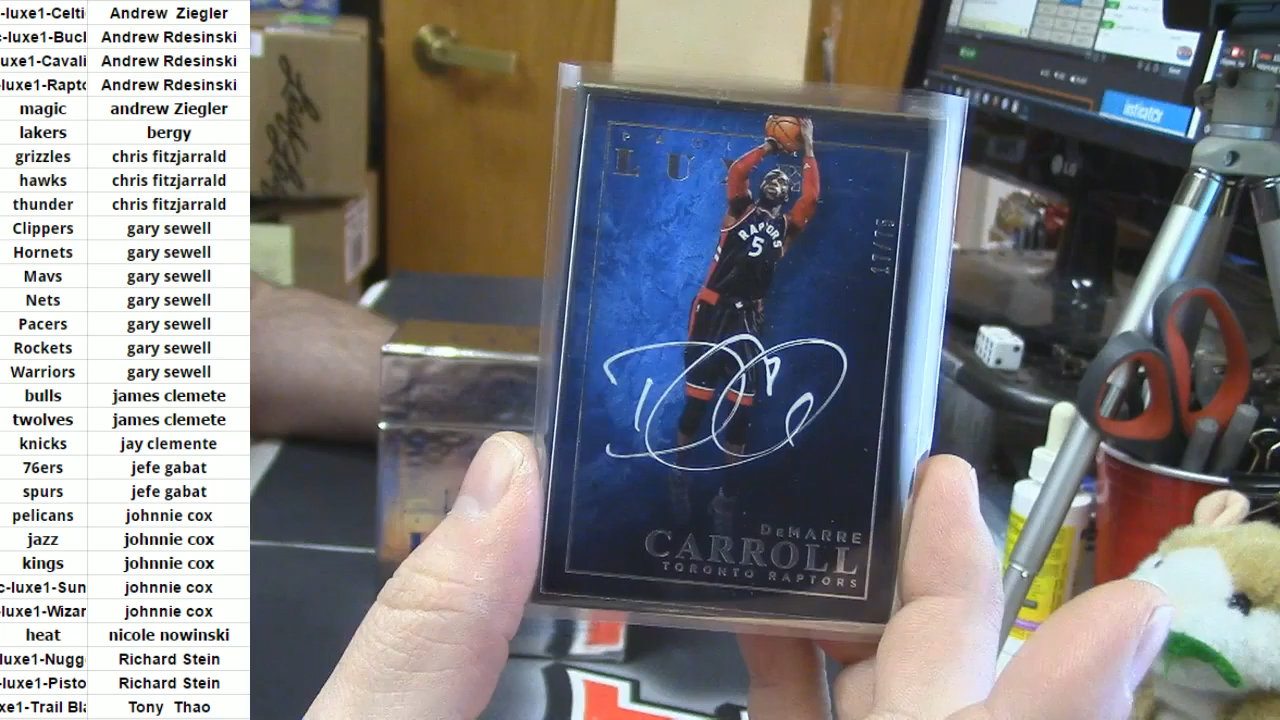 -luxe1-Celti Andrew Ziegler
c-luxe1-Bucl Andrew Rdesinski
uxe1-Cavali Andrew Rdesinski
-luxe1-Rapto Andrew Rdesinski
magic andrew Ziegler
lakers bergy
grizzles chris fitzjarrald
hawks chris fitzjarrald
thunder chris fitzjarrald
Clippers gary sewell
Hornets gary sewell
Mavs gary sewell
Nets gary sewell
Pacers gary sewell
Rockets gary sewell
Warriors gary sewell
bulls james clemete
twolves james clemete
knicks jay clemente
76ers jefe gabat
spurs jefe gabat
pelicans johnnie cox
jazz johnnie cox
kings johnnie cox
c-luxe1-Sun johnnie cox
-luxe1-Wizar johnnie cox
heat nicole nowinski
luxe1-Nugg Richard Stein
-luxe1-Pisto Richard Stein
xe1-Trail Bla Tony Thao
RAPTORS
5
17/75
DeMARRE
CARROLL
TORONTO RAPTORS
LG